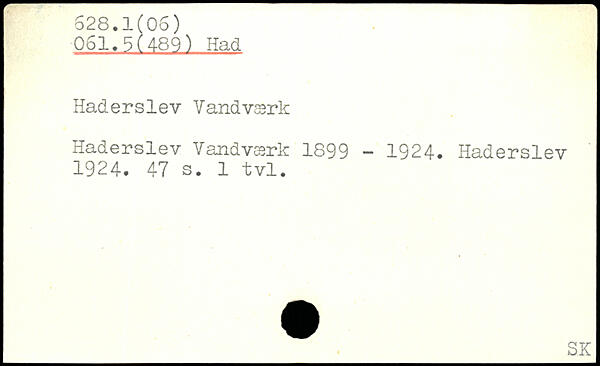 628.1(06)
061.5(489) Had
Haderslev Vandværk
Haderslev Vandværk 1899 - 1924. Haderslev
1924. 47 s. 1 tvl.
SK